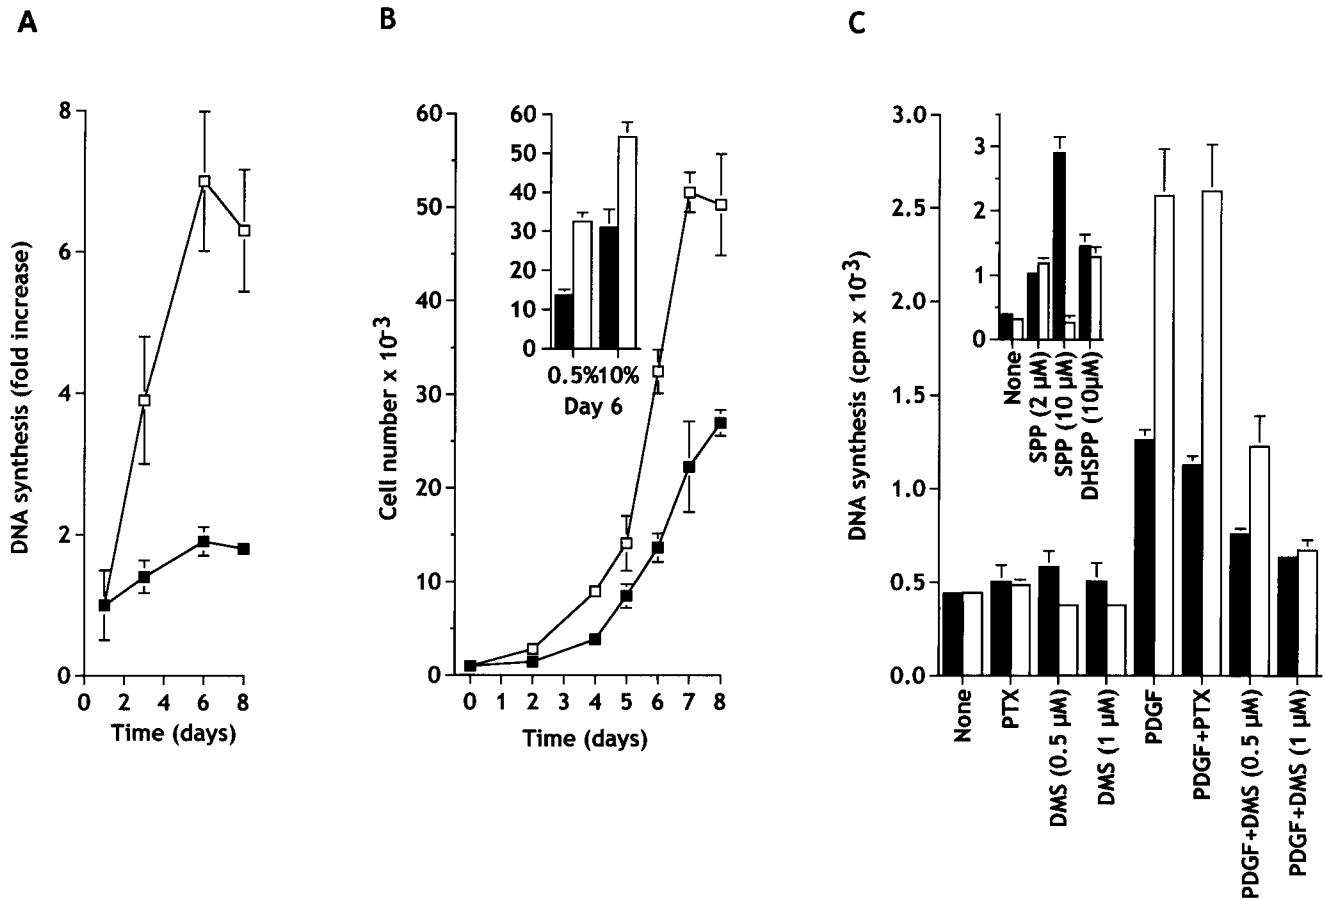 A
DNA synthesis (fold increase)
8
6
4
2
0
0 2 4 6 8
Time (days)
B
Cell number x 10-3
60
50
40
30
20
10
0
0 1 2 3 4 5 6 7 8
Time (days)
60
50
40
30
20
10
0
0.5% 10%
Day 6
C
DNA synthesis (cpm x 10-3)
3.0
2.5
2.0
1.5
1.0
0.5
0.0
None
PTX
DMS (0.5 µM)
DMS (1 µM)
PDGF
PDGF+PTX
PDGF+DMS (0.5 µM)
PDGF+DMS (1 µM)
3
2
1
0
None
SPP (2 µM)
SPP (10 µM)
DHSPP (10µM)